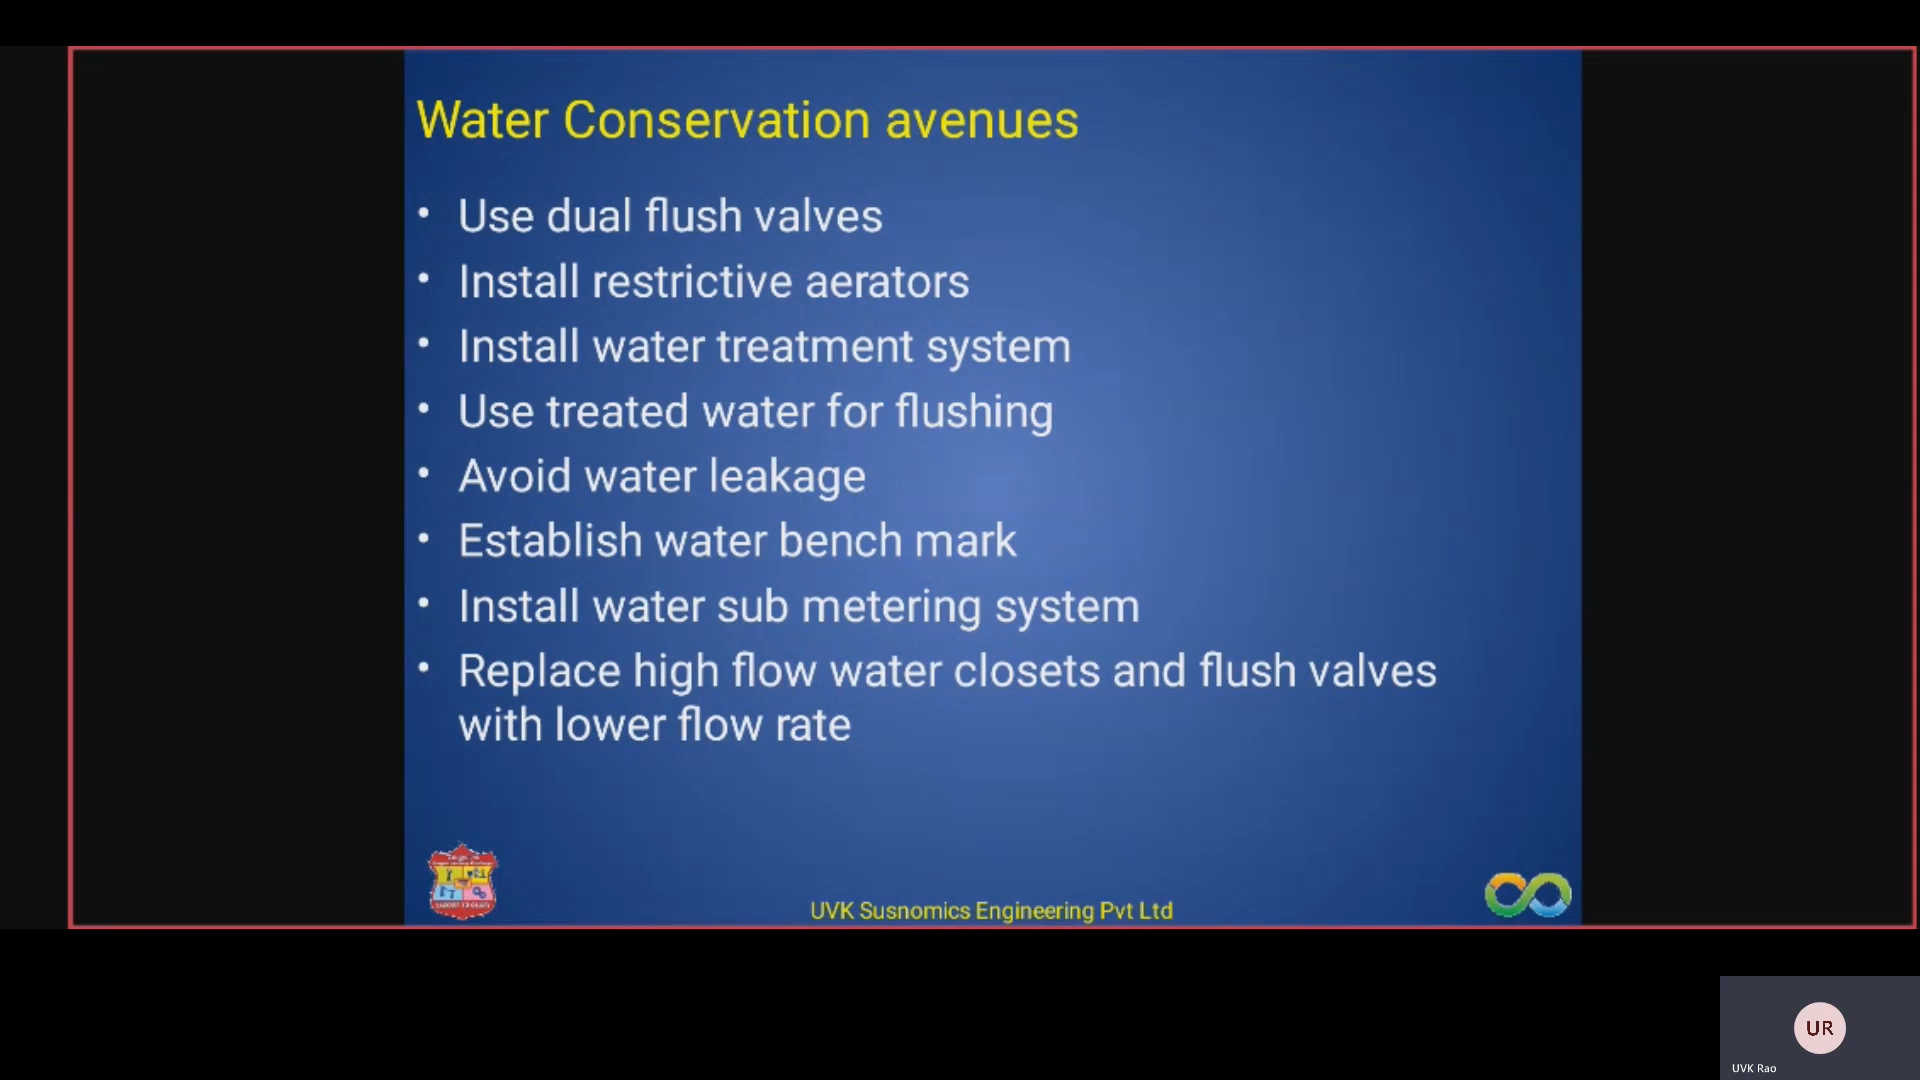 Water Conservation avenues
• Use dual flush valves
• Install restrictive aerators
• Install water treatment system
• Use treated water for flushing
• Avoid water leakage
• Establish water bench mark
• Install water sub metering system
• Replace high flow water closets and flush valves
with lower flow rate
UVK Susnomics Engineering Pvt Ltd
UR
UVK Rao